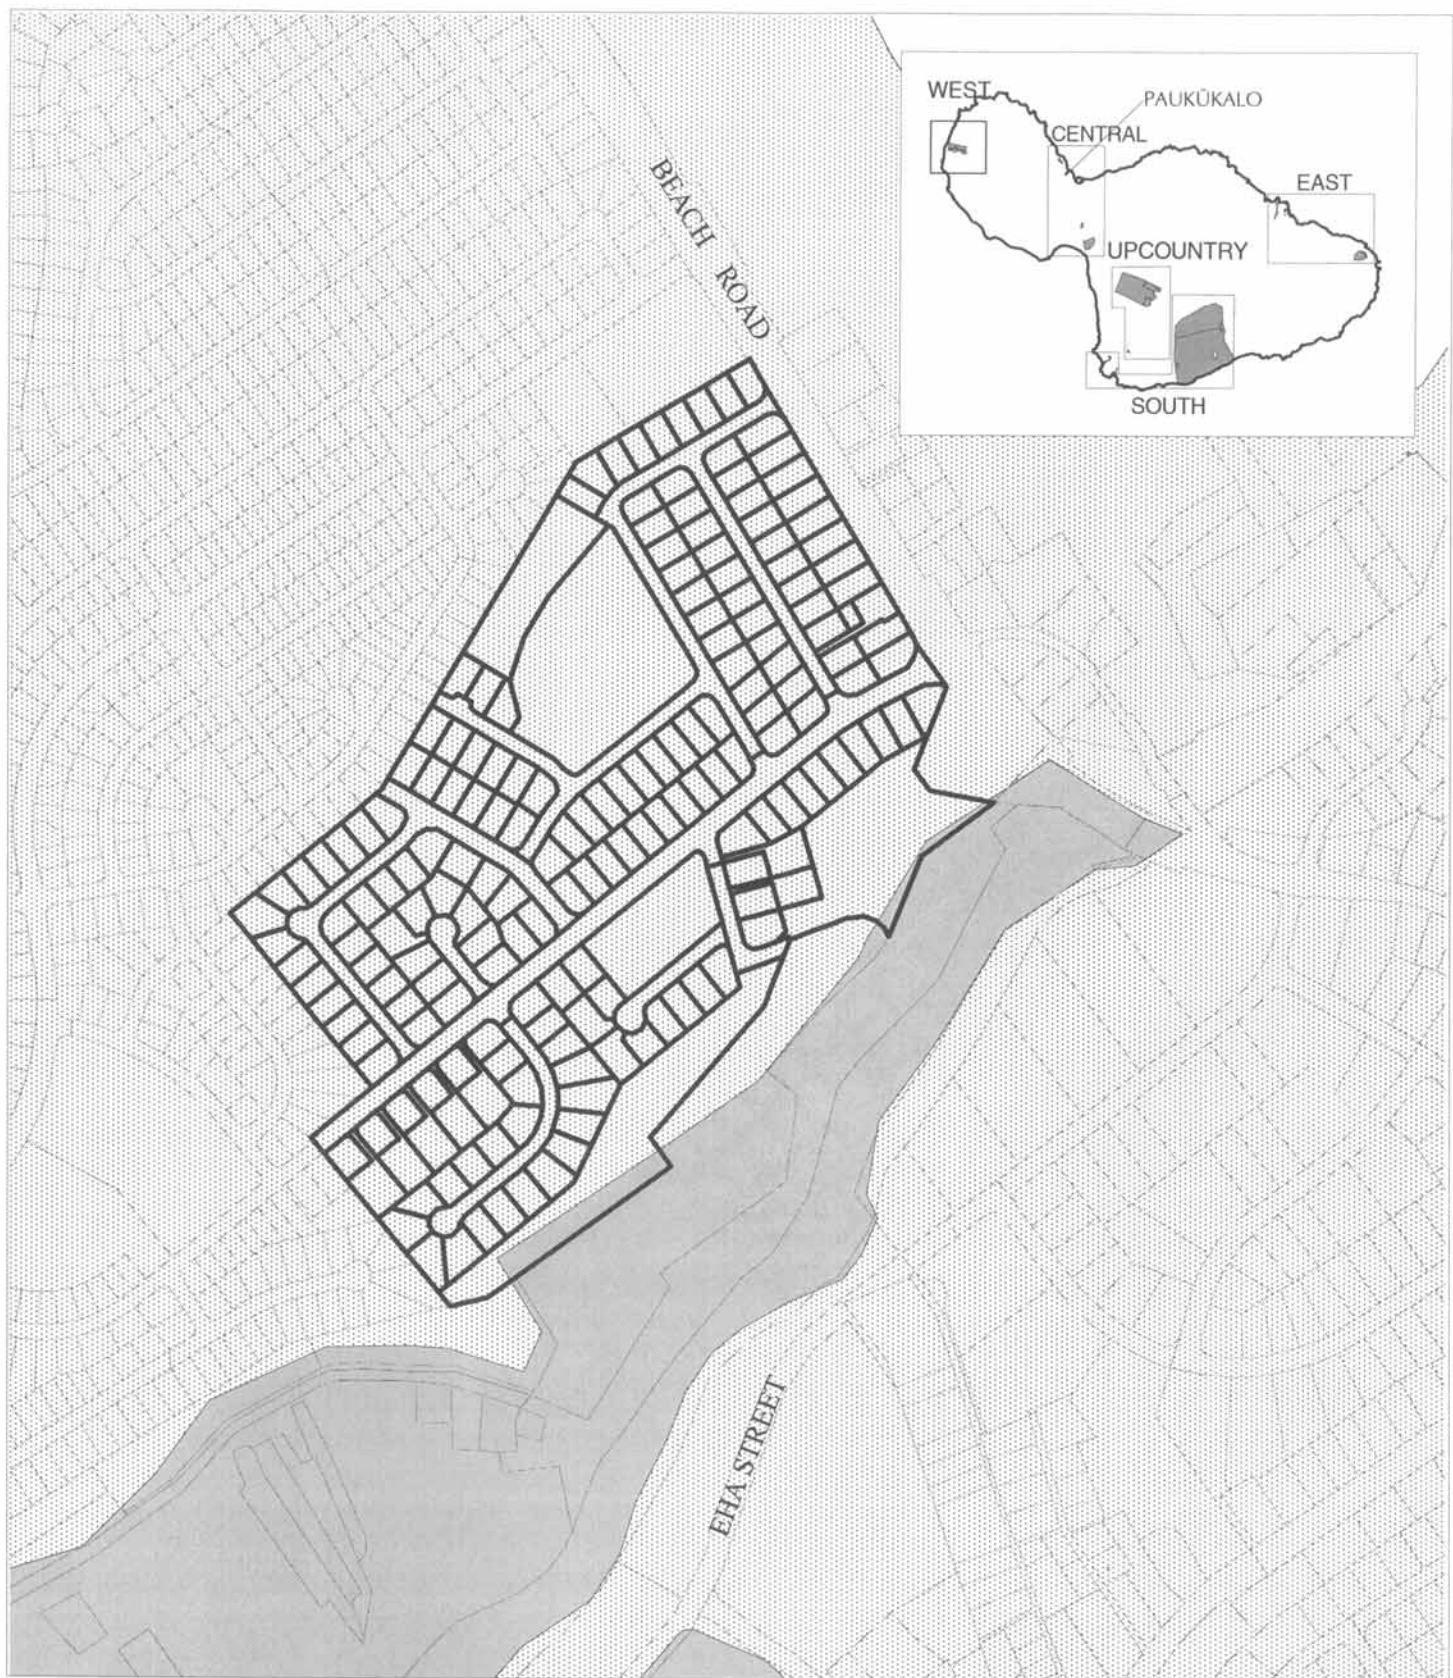 WEST
PAUKŪKALO
CENTRAL
EAST
UPCOUNTRY
SOUTH
BEACH ROAD
EHA STREET